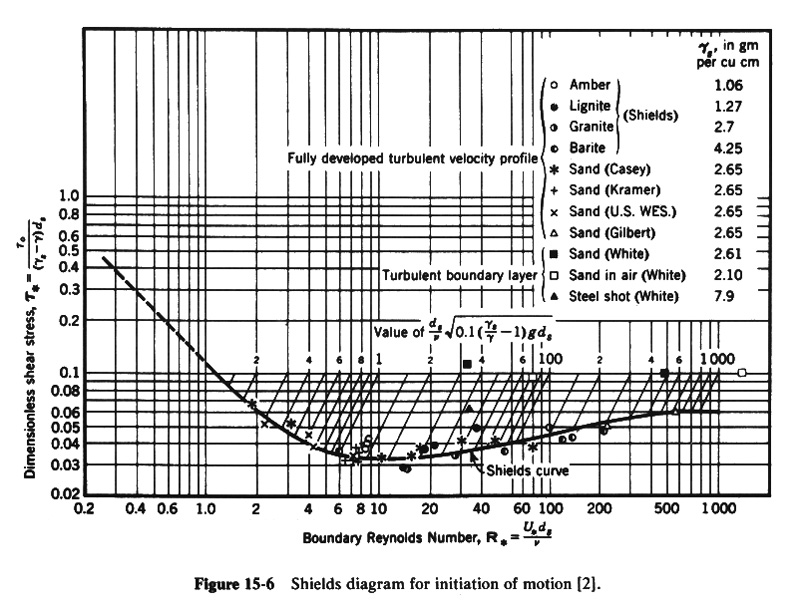 γₛ, in gm
per cu cm
Amber 1.06
Lignite 1.27
(Shields)
Granite 2.7
Barite 4.25
Fully developed turbulent velocity profile
Sand (Casey) 2.65
Sand (Kramer) 2.65
Sand (U.S. WES.) 2.65
Sand (Gilbert) 2.65
Sand (White) 2.61
Turbulent boundary layer
Sand in air (White) 2.10
Steel shot (White) 7.9
Value of dₛ/ν √0.1(γₛ/γ −1)gdₛ
2 4 6 8 1 2 4 6 100 2 4 6 1000
1.0
0.8
0.6
0.5
0.4
0.3
0.2
0.1
0.08
0.06
0.05
0.04
0.03
0.02
Dimensionless shear stress, τ* = τₒ/(γₛ−γ)dₛ
Shields curve
0.2 0.4 0.6 1.0 2 4 6 8 10 20 40 60 100 200 500 1000
Boundary Reynolds Number, R* = U*dₛ/ν
Figure 15-6 Shields diagram for initiation of motion [2].